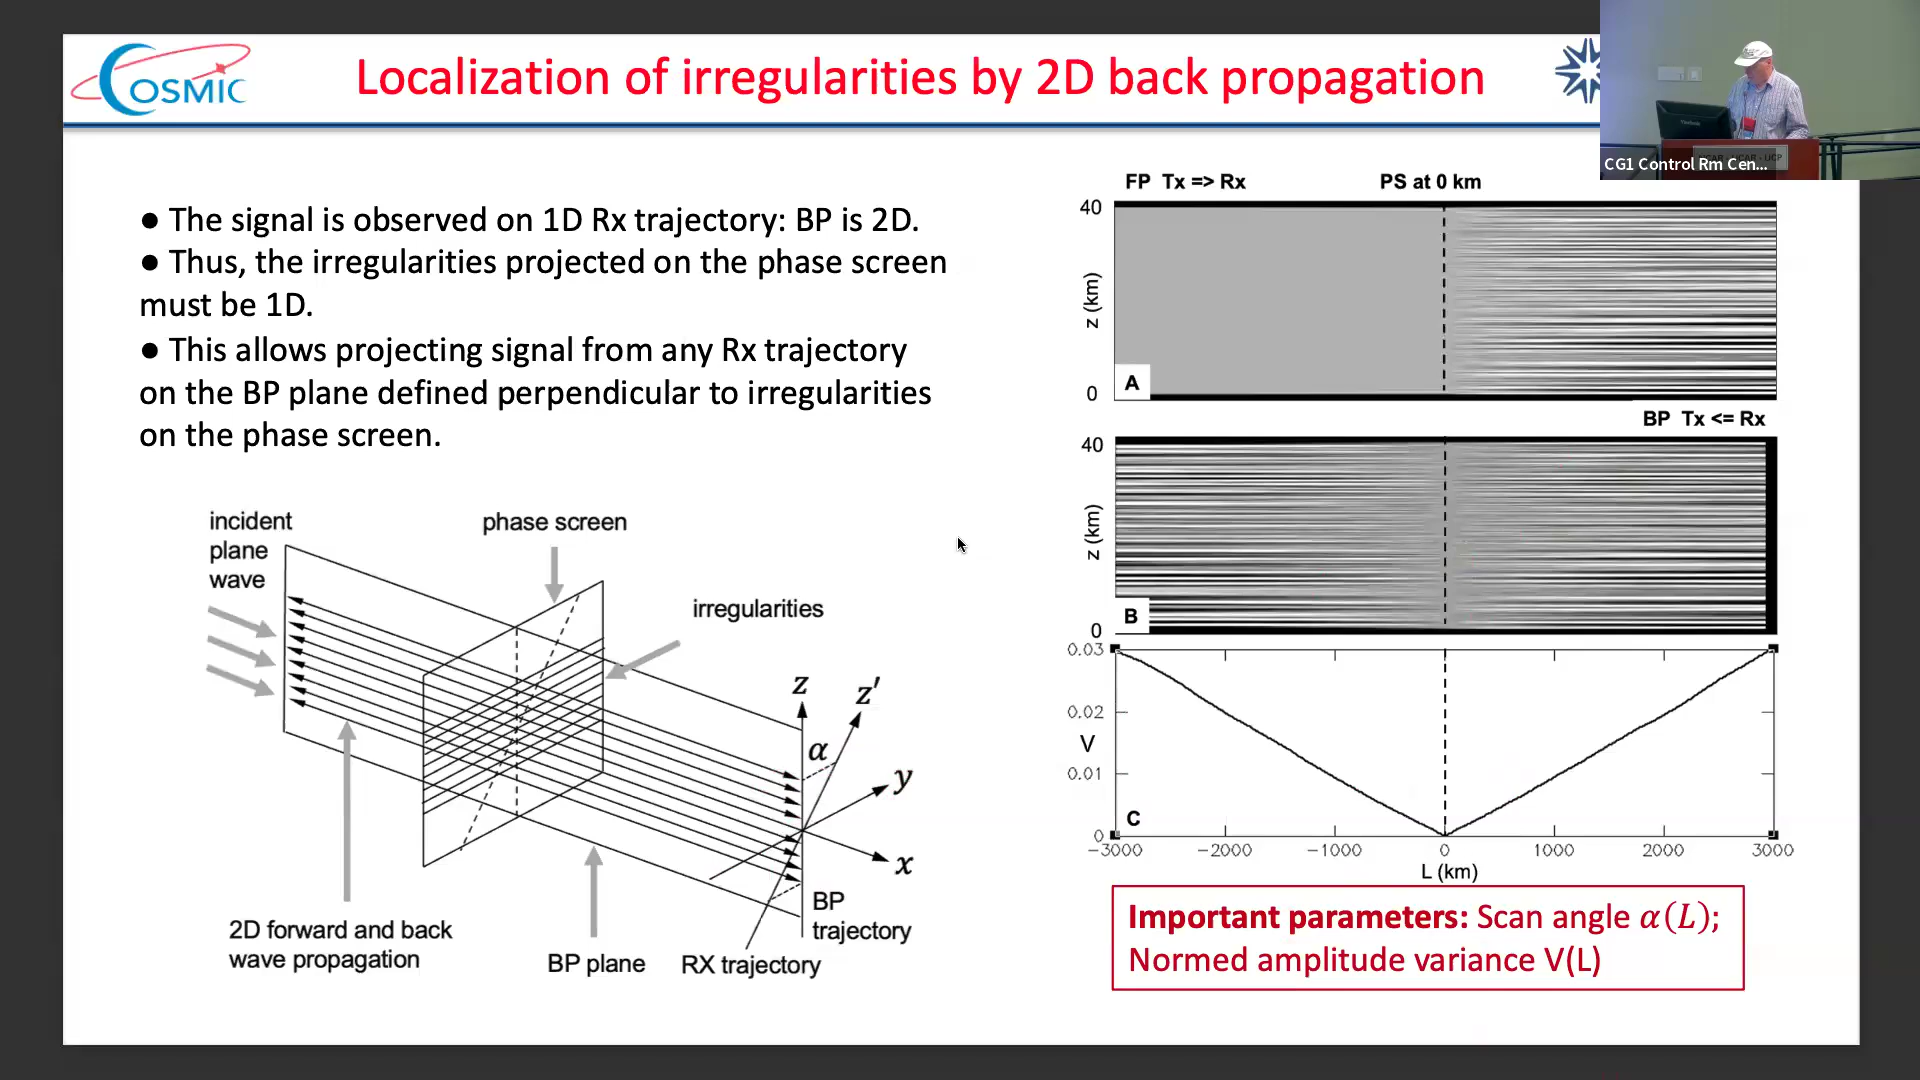 COSMIC
Localization of irregularities by 2D back propagation
CG1 Control Rm Cen...
● The signal is observed on 1D Rx trajectory: BP is 2D.
● Thus, the irregularities projected on the phase screen
must be 1D.
● This allows projecting signal from any Rx trajectory
on the BP plane defined perpendicular to irregularities
on the phase screen.
incident
plane
wave
phase screen
irregularities
z
z'
α
y
x
BP
trajectory
2D forward and back
wave propagation
BP plane
RX trajectory
FP Tx => Rx
PS at 0 km
40
z (km)
0
A
BP Tx <= Rx
40
z (km)
0
B
0.03
0.02
V
0.01
0
C
−3000 −2000 −1000 0 1000 2000 3000
L (km)
Important parameters: Scan angle α(L);
Normed amplitude variance V(L)